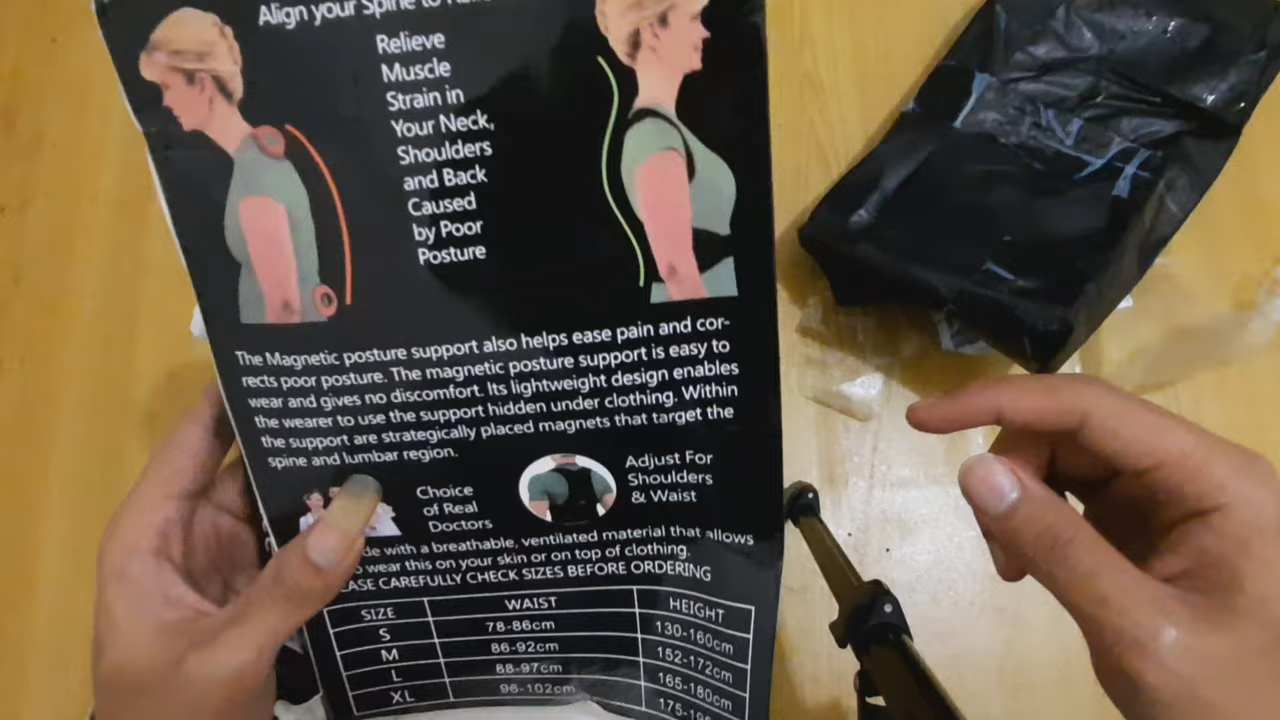 Align your Spine to
Relieve
Muscle
Strain in
Your Neck,
Shoulders
and Back
Caused
by Poor
Posture
The Magnetic posture support also helps ease pain and cor-
rects poor posture. The magnetic posture support is easy to
wear and gives no discomfort. Its lightweight design enables
the wearer to use the support hidden under clothing. Within
the support are strategically placed magnets that target the
spine and lumbar region.
Choice
of Real
Doctors
Adjust For
Shoulders
& Waist
with a breathable, ventilated material that allows
wear this on your skin or on top of clothing.
CAREFULLY CHECK SIZES BEFORE ORDERING
SIZE WAIST HEIGHT
S 78-86cm 130-160cm
M 86-92cm 152-172cm
L 88-97cm 165-180cm
XL 96-102cm